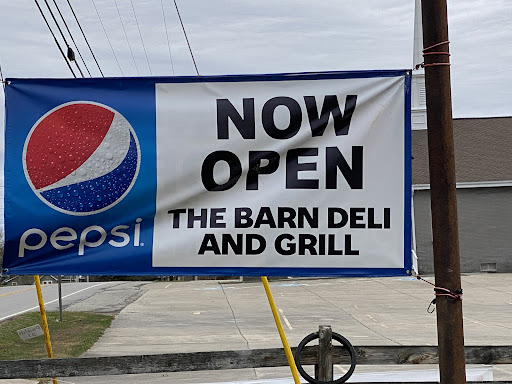 NOW
OPEN
THE BARN DELI
AND GRILL
pepsi